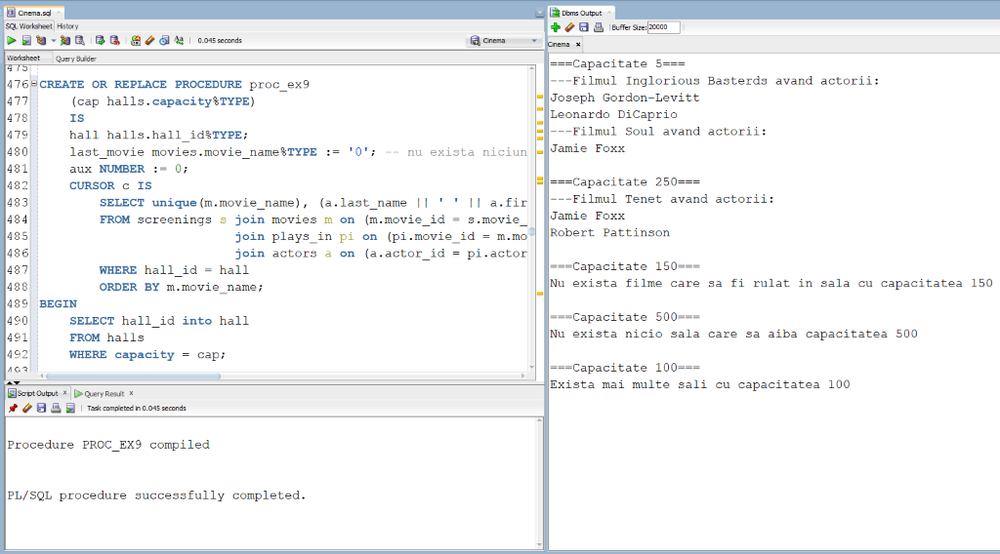 Cinema.sql
SQL Worksheet History
0.045 seconds
Cinema
Worksheet Query Builder
475
476 CREATE OR REPLACE PROCEDURE proc_ex9
477 (cap halls.capacity%TYPE)
478 IS
479 hall halls.hall_id%TYPE;
480 last_movie movies.movie_name%TYPE := '0'; -- nu exista niciun
481 aux NUMBER := 0;
482 CURSOR c IS
483 SELECT unique(m.movie_name), (a.last_name || ' ' || a.fir
484 FROM screenings s join movies m on (m.movie_id = s.movie_
485 join plays_in pi on (pi.movie_id = m.mo
486 join actors a on (a.actor_id = pi.actor
487 WHERE hall_id = hall
488 ORDER BY m.movie_name;
489 BEGIN
490 SELECT hall_id into hall
491 FROM halls
492 WHERE capacity = cap;
493
Script Output × Query Result ×
Task completed in 0.045 seconds
Procedure PROC_EX9 compiled
PL/SQL procedure successfully completed.
Dbms Output
Buffer Size: 20000
Cinema ×
===Capacitate 5===
---Filmul Inglorious Basterds avand actorii:
Joseph Gordon-Levitt
Leonardo DiCaprio
---Filmul Soul avand actorii:
Jamie Foxx
===Capacitate 250===
---Filmul Tenet avand actorii:
Jamie Foxx
Robert Pattinson
===Capacitate 150===
Nu exista filme care sa fi rulat in sala cu capacitatea 150
===Capacitate 500===
Nu exista nicio sala care sa aiba capacitatea 500
===Capacitate 100===
Exista mai multe sali cu capacitatea 100